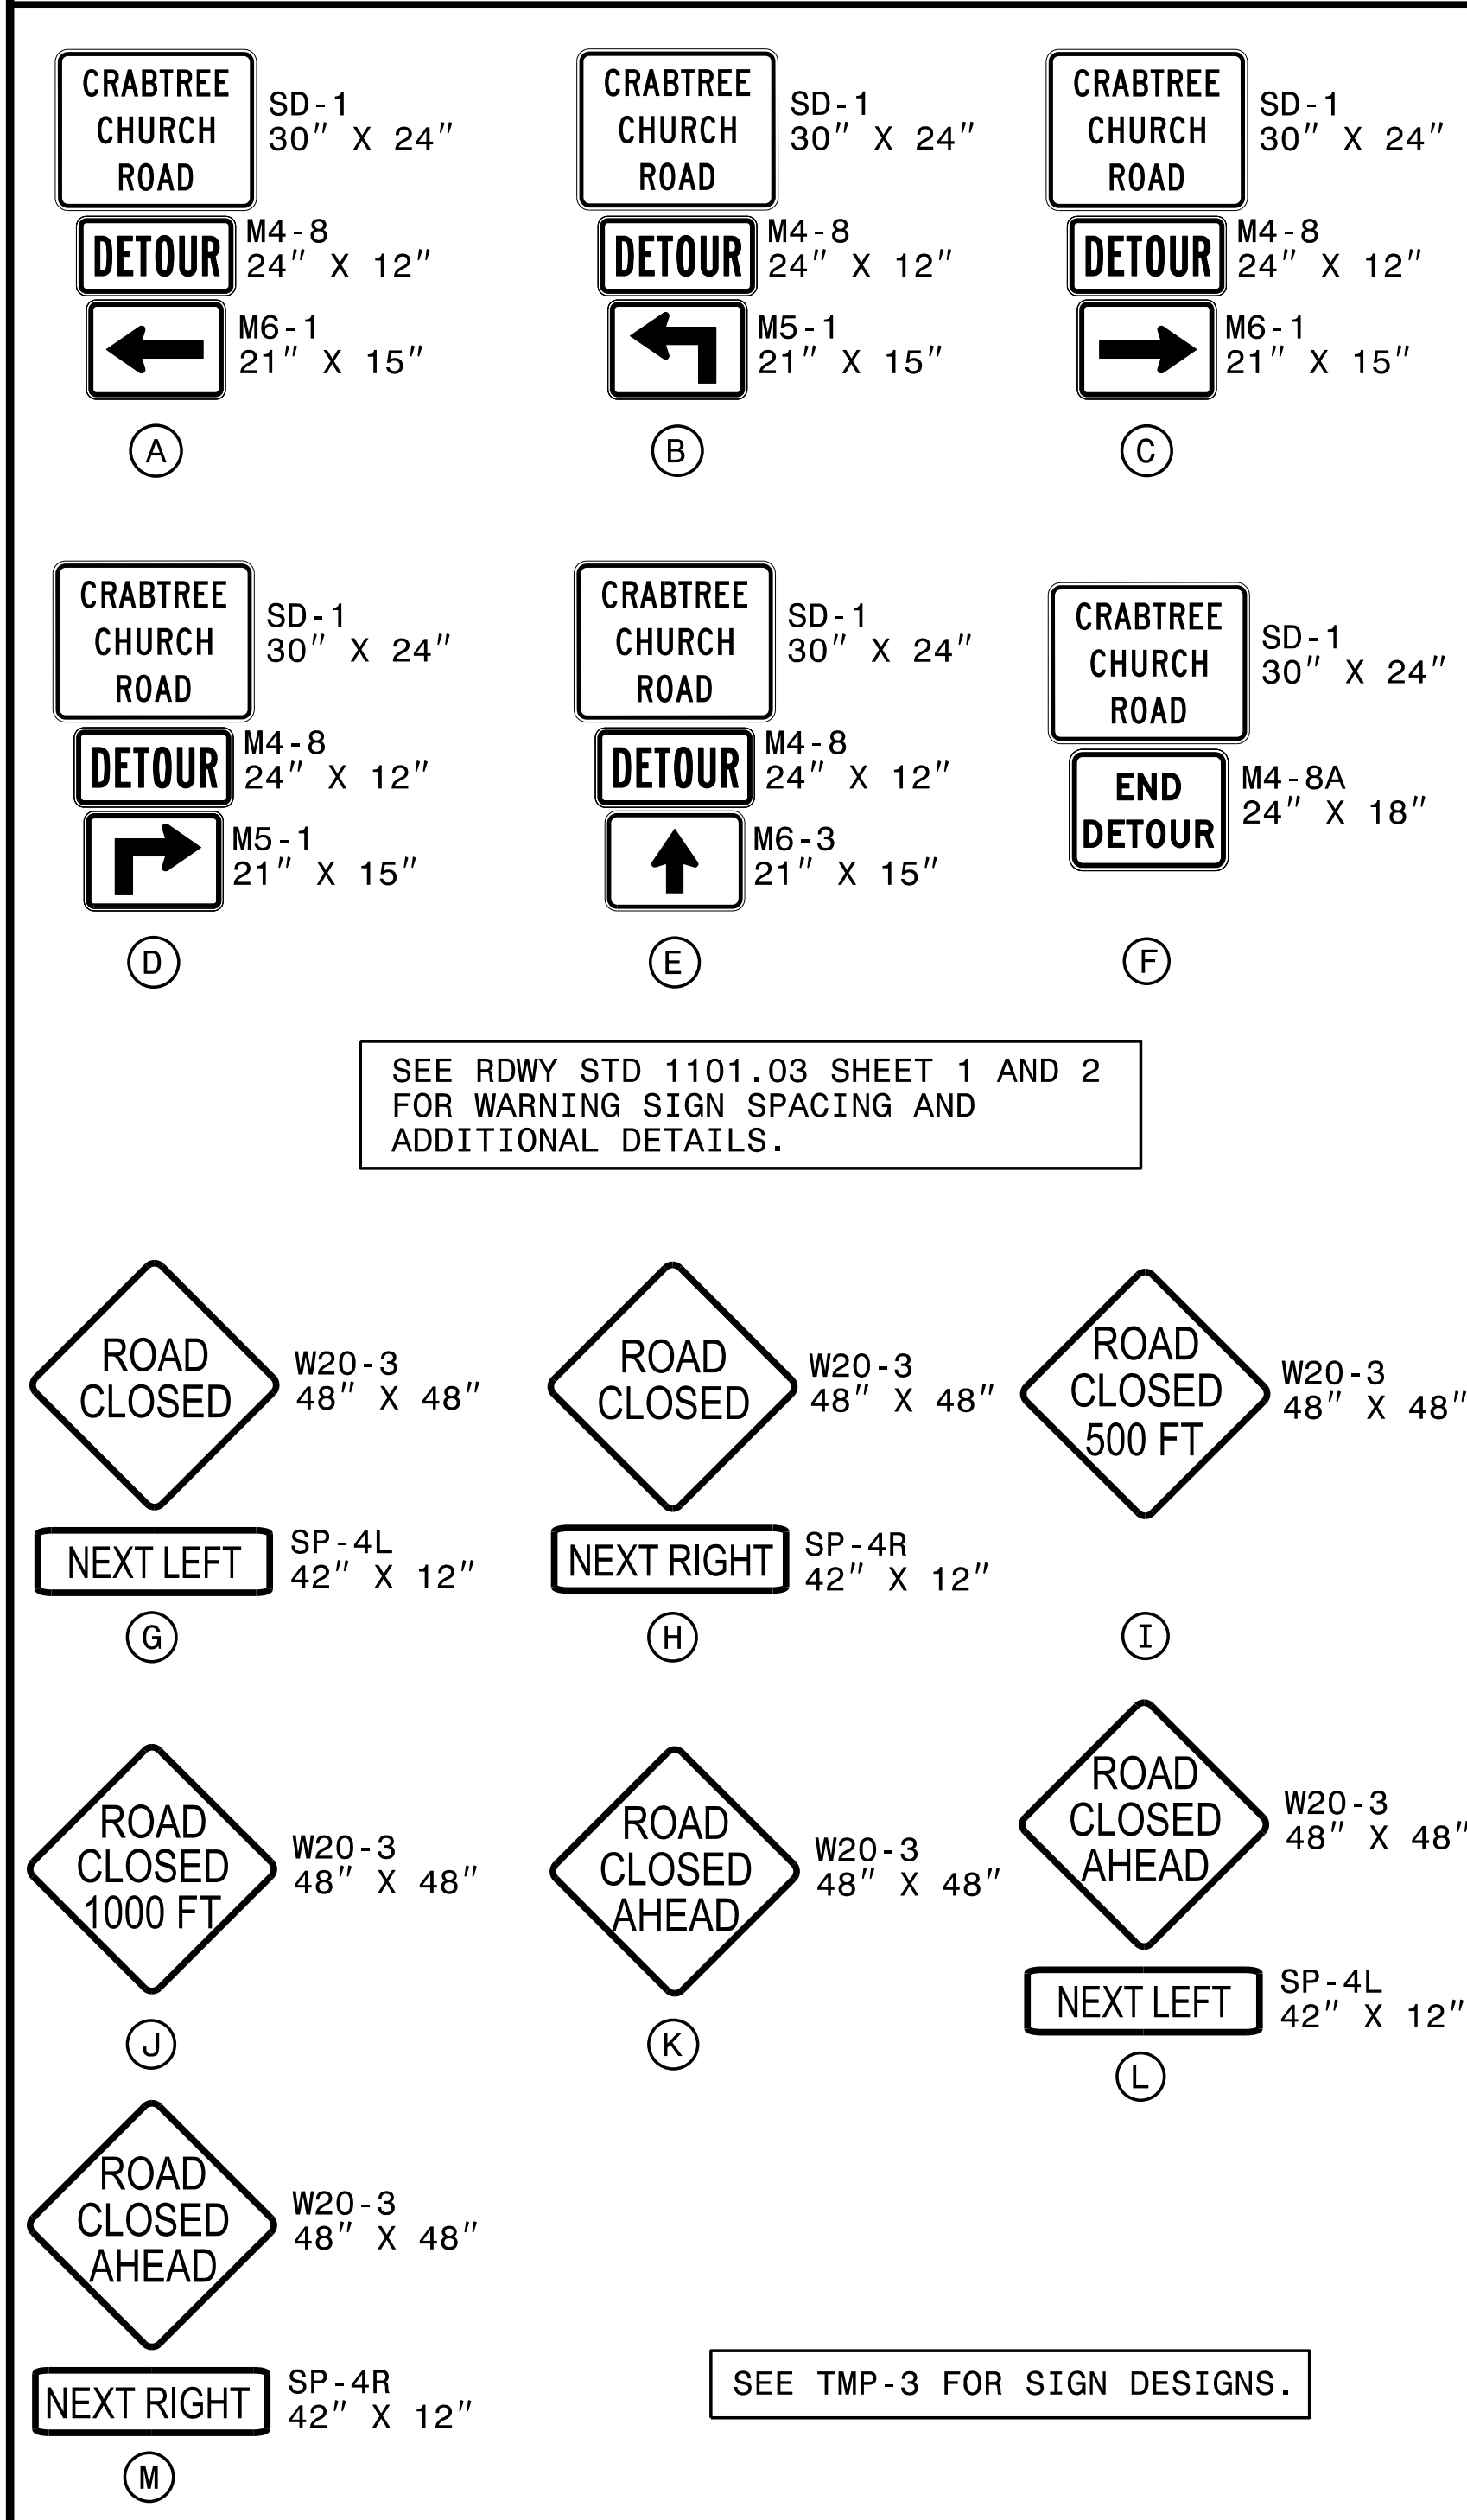 CRABTREE
CHURCH
ROAD
SD-1
30" X 24"
DETOUR
M4-8
24" X 12"
M6-1
21" X 15"
A
CRABTREE
CHURCH
ROAD
SD-1
30" X 24"
DETOUR
M4-8
24" X 12"
M5-1
21" X 15"
B
CRABTREE
CHURCH
ROAD
SD-1
30" X 24"
DETOUR
M4-8
24" X 12"
M6-1
21" X 15"
C
CRABTREE
CHURCH
ROAD
SD-1
30" X 24"
DETOUR
M4-8
24" X 12"
M5-1
21" X 15"
D
CRABTREE
CHURCH
ROAD
SD-1
30" X 24"
DETOUR
M4-8
24" X 12"
M6-3
21" X 15"
E
CRABTREE
CHURCH
ROAD
SD-1
30" X 24"
END
DETOUR
M4-8A
24" X 18"
F
SEE RDWY STD 1101.03 SHEET 1 AND 2
FOR WARNING SIGN SPACING AND
ADDITIONAL DETAILS.
ROAD
CLOSED
W20-3
48" X 48"
NEXT LEFT
SP-4L
42" X 12"
G
ROAD
CLOSED
W20-3
48" X 48"
NEXT RIGHT
SP-4R
42" X 12"
H
ROAD
CLOSED
500 FT
W20-3
48" X 48"
I
ROAD
CLOSED
1000 FT
W20-3
48" X 48"
J
ROAD
CLOSED
AHEAD
W20-3
48" X 48"
K
ROAD
CLOSED
AHEAD
W20-3
48" X 48"
NEXT LEFT
SP-4L
42" X 12"
L
ROAD
CLOSED
AHEAD
W20-3
48" X 48"
NEXT RIGHT
SP-4R
42" X 12"
M
SEE TMP-3 FOR SIGN DESIGNS.